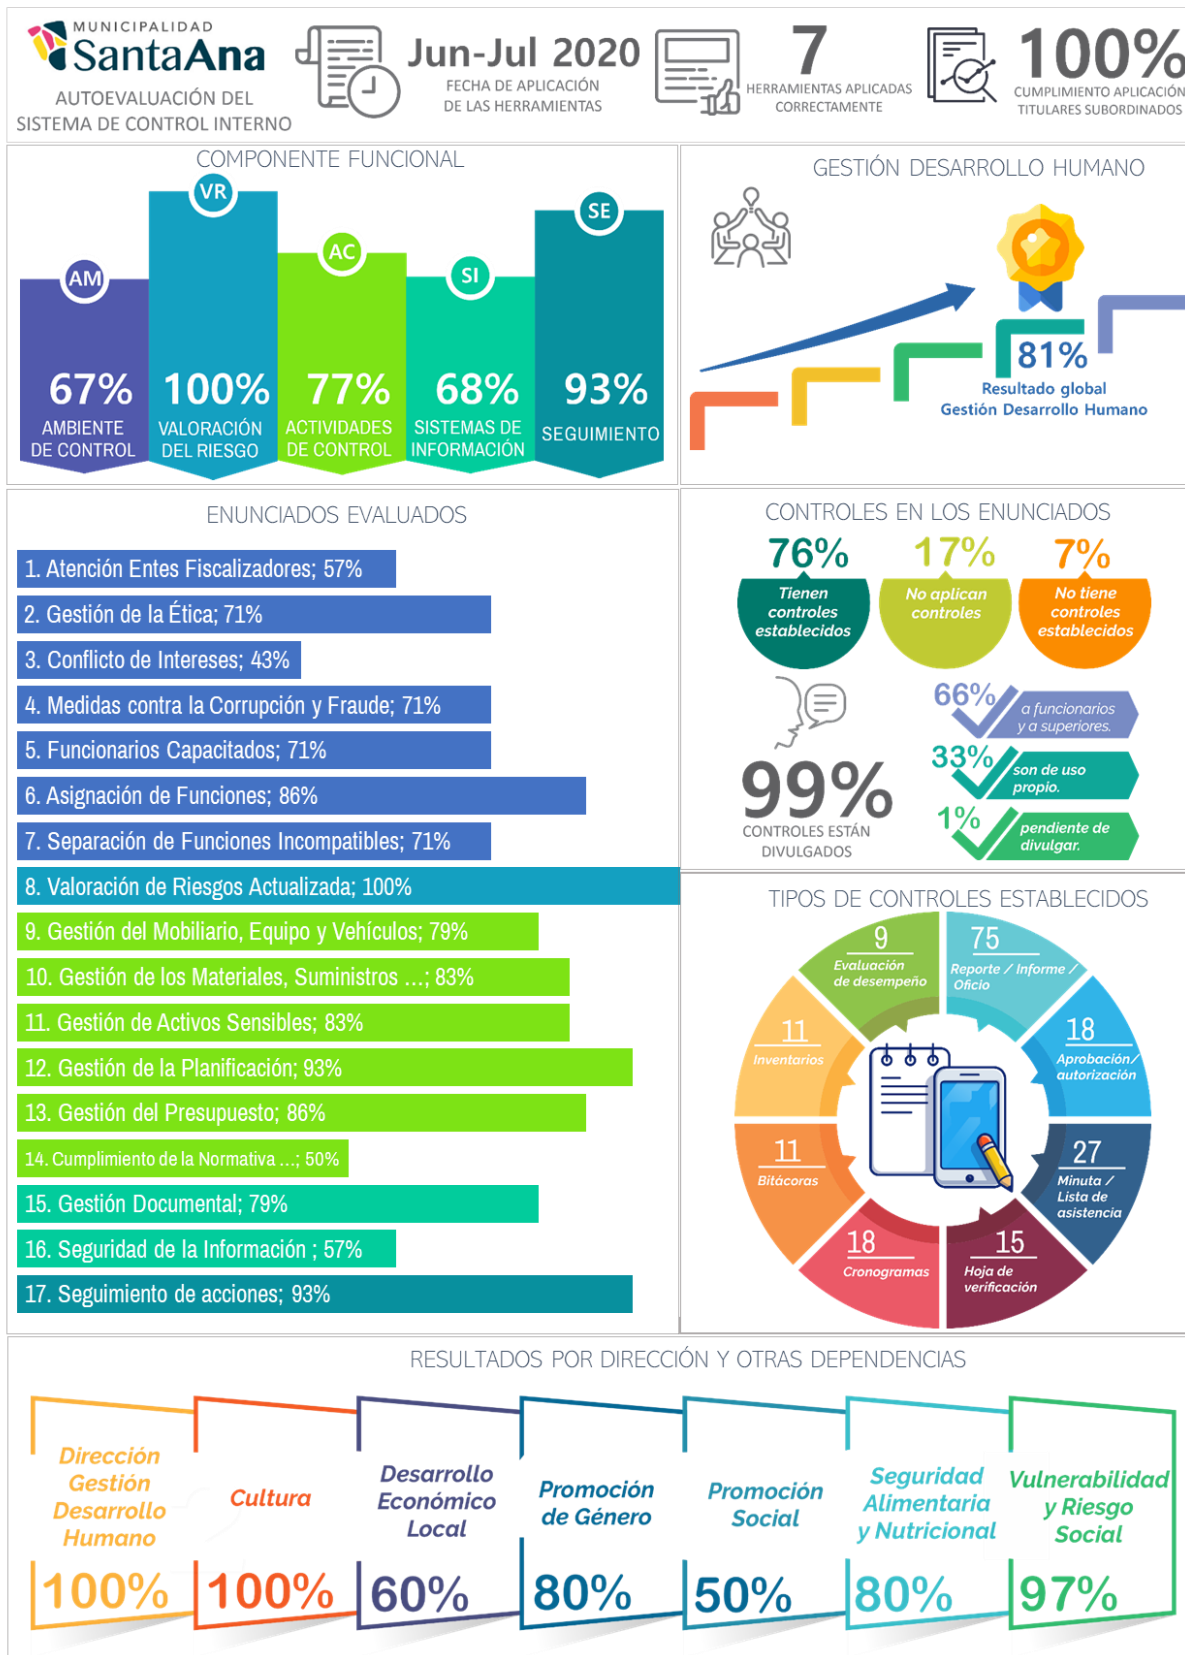 MUNICIPALIDAD
SantaAna
AUTOEVALUACIÓN DEL
SISTEMA DE CONTROL INTERNO
Jun-Jul 2020
FECHA DE APLICACIÓN
DE LAS HERRAMIENTAS
7
HERRAMIENTAS APLICADAS
CORRECTAMENTE
100%
CUMPLIMIENTO APLICACIÓN
TITULARES SUBORDINADOS
COMPONENTE FUNCIONAL
AM
VR
AC
SI
SE
67%
AMBIENTE
DE CONTROL
100%
VALORACIÓN
DEL RIESGO
77%
ACTIVIDADES
DE CONTROL
68%
SISTEMAS DE
INFORMACIÓN
93%
SEGUIMIENTO
GESTIÓN DESARROLLO HUMANO
81%
Resultado global
Gestión Desarrollo Humano
ENUNCIADOS EVALUADOS
1. Atención Entes Fiscalizadores; 57%
2. Gestión de la Ética; 71%
3. Conflicto de Intereses; 43%
4. Medidas contra la Corrupción y Fraude; 71%
5. Funcionarios Capacitados; 71%
6. Asignación de Funciones; 86%
7. Separación de Funciones Incompatibles; 71%
8. Valoración de Riesgos Actualizada; 100%
9. Gestión del Mobiliario, Equipo y Vehículos; 79%
10. Gestión de los Materiales, Suministros ...; 83%
11. Gestión de Activos Sensibles; 83%
12. Gestión de la Planificación; 93%
13. Gestión del Presupuesto; 86%
14. Cumplimiento de la Normativa ...; 50%
15. Gestión Documental; 79%
16. Seguridad de la Información ; 57%
17. Seguimiento de acciones; 93%
CONTROLES EN LOS ENUNCIADOS
76%
Tienen
controles
establecidos
17%
No aplican
controles
7%
No tiene
controles
establecidos
99%
CONTROLES ESTÁN
DIVULGADOS
66%
a funcionarios
y a superiores.
33%
son de uso
propio.
1%
pendiente de
divulgar.
TIPOS DE CONTROLES ESTABLECIDOS
9
Evaluación
de desempeño
75
Reporte / Informe /
Oficio
18
Aprobación/
autorización
27
Minuta /
Lista de
asistencia
15
Hoja de
verificación
18
Cronogramas
11
Bitácoras
11
Inventarios
RESULTADOS POR DIRECCIÓN Y OTRAS DEPENDENCIAS
Dirección
Gestión
Desarrollo
Humano
100%
Cultura
100%
Desarrollo
Económico
Local
60%
Promoción
de Género
80%
Promoción
Social
50%
Seguridad
Alimentaria
y Nutricional
80%
Vulnerabilidad
y Riesgo
Social
97%